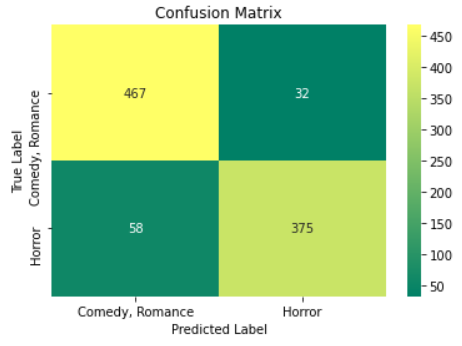 Confusion Matrix
True Label
Comedy, Romance
Horror
467
32
58
375
Comedy, Romance
Horror
Predicted Label
450
400
350
300
250
200
150
100
50